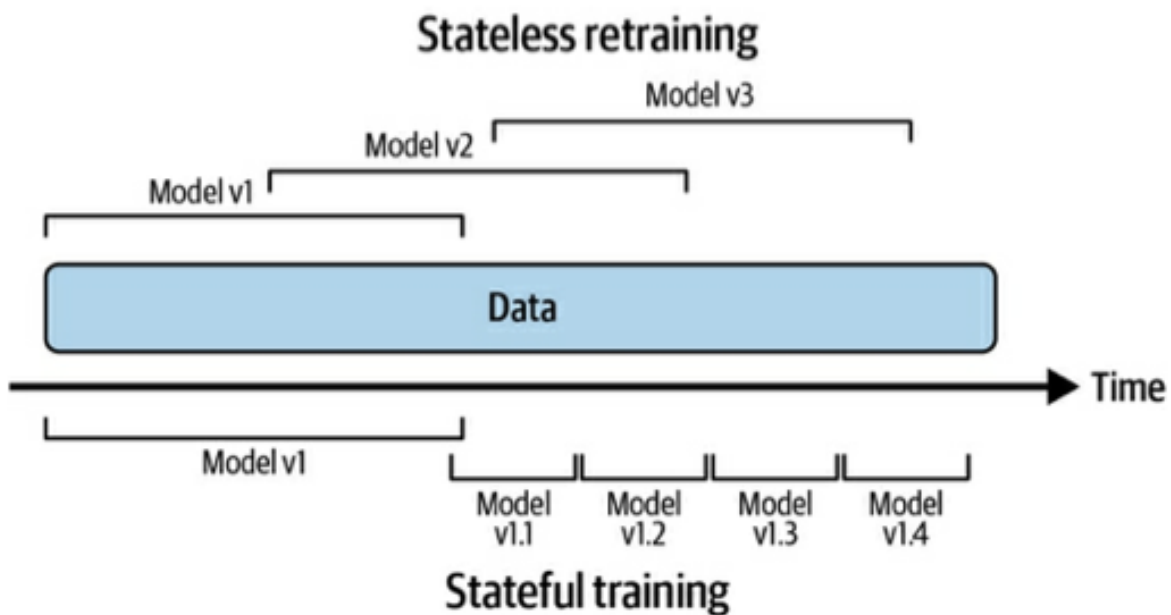 Stateless retraining
Model v3
Model v2
Model v1
Data
Time
Model v1
Model
v1.1
Model
v1.2
Model
v1.3
Model
v1.4
Stateful training